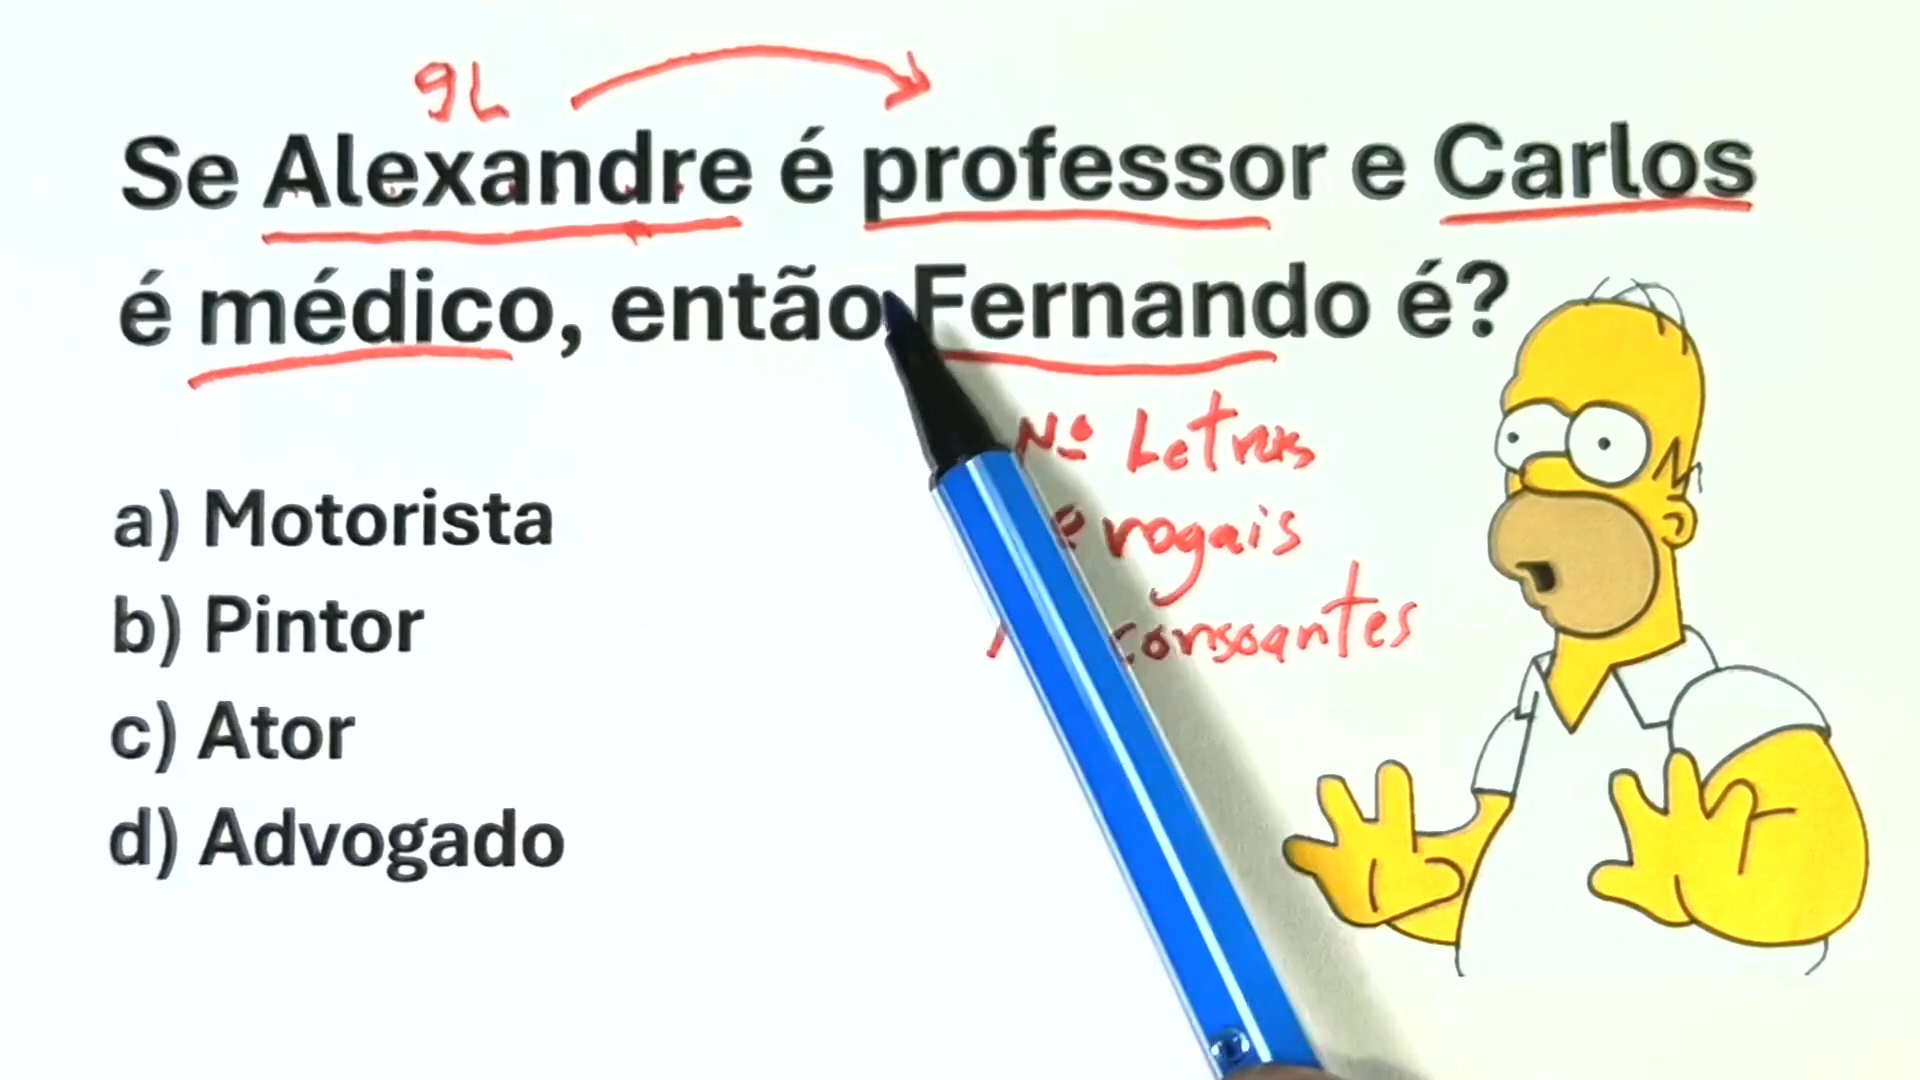 9L
Se Alexandre é professor e Carlos
é médico, então Fernando é?
Nº Letras
vogais
consoantes
a) Motorista
b) Pintor
c) Ator
d) Advogado